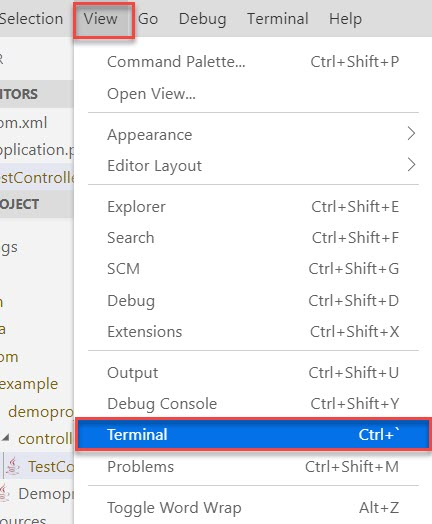 Selection View Go Debug Terminal Help
R
Command Palette... Ctrl+Shift+P
ITORS
Open View...
om.xml
Appearance
pplication.p
Editor Layout
estControlle
OJECT
Explorer Ctrl+Shift+E
Search Ctrl+Shift+F
gs
SCM Ctrl+Shift+G
Debug Ctrl+Shift+D
a
Extensions Ctrl+Shift+X
om
Output Ctrl+Shift+U
example
Debug Console Ctrl+Shift+Y
demopro
Terminal Ctrl+`
controll
Problems Ctrl+Shift+M
TestCo
Demopro
Toggle Word Wrap Alt+Z
sources